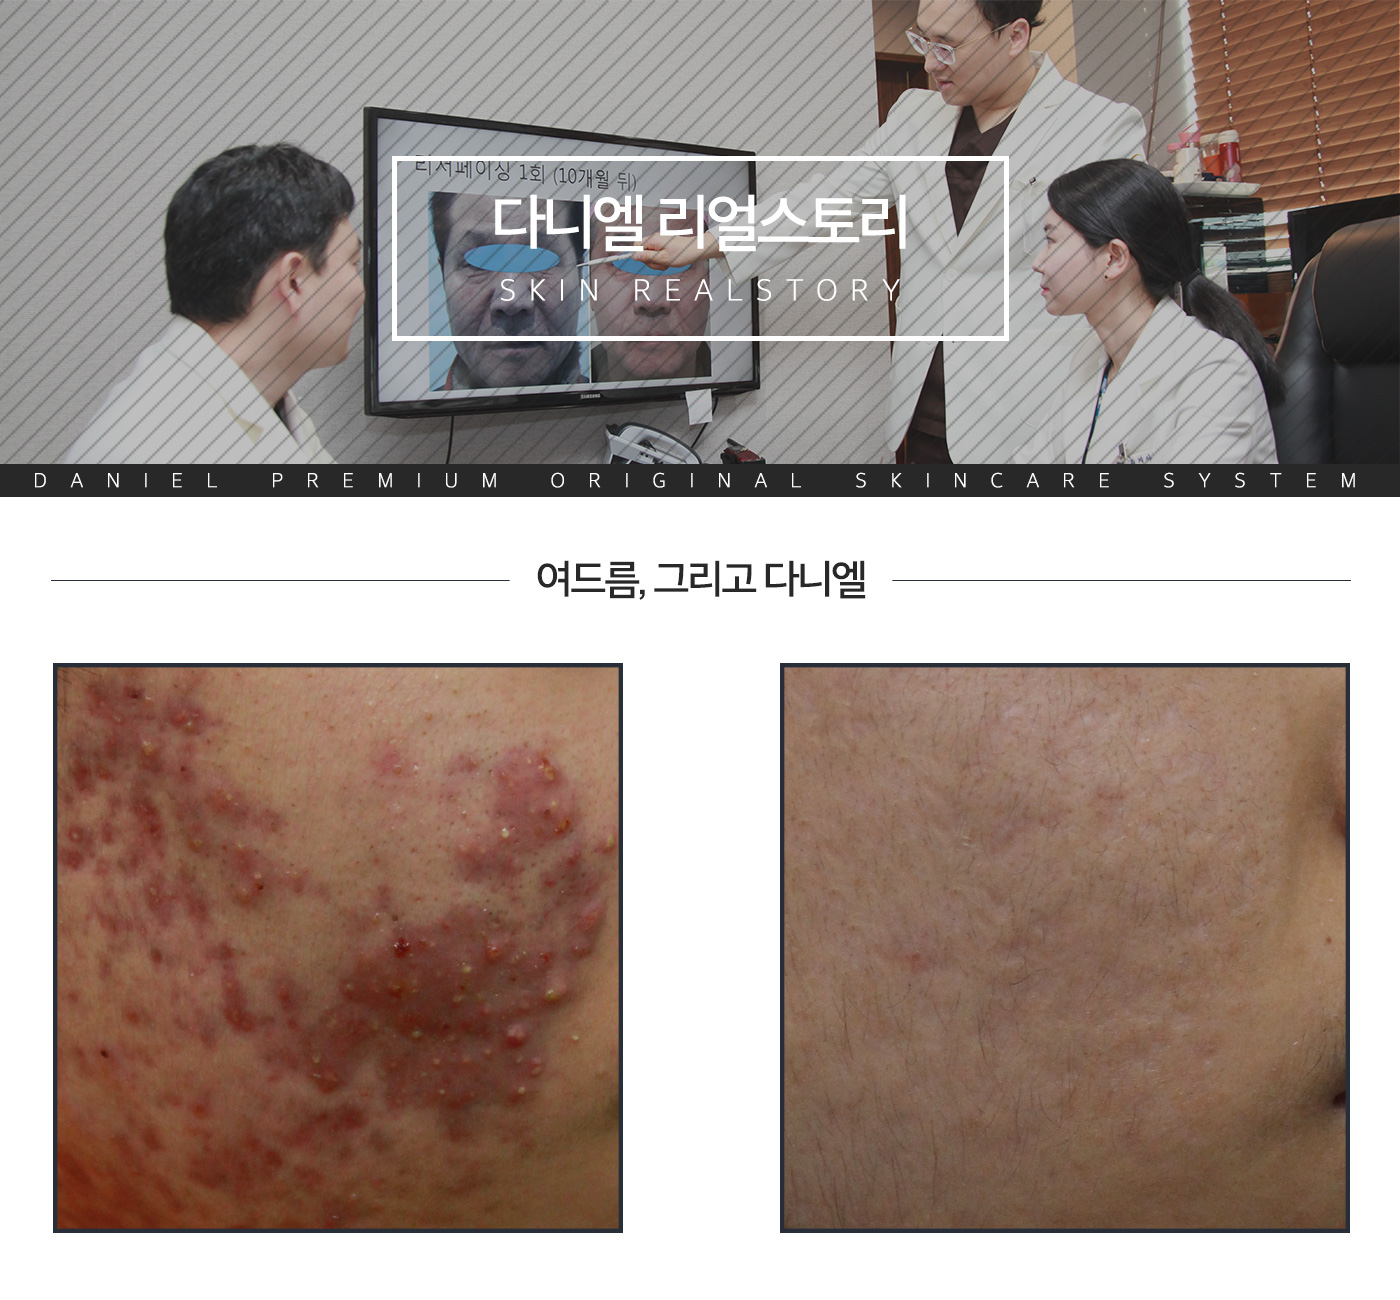 리서페이싱 1회 (10개월 뒤)
다니엘 리얼스토리
SKIN REALSTORY
SAMSUNG
DANIEL PREMIUM ORIGINAL SKINCARE SYSTEM
여드름, 그리고 다니엘